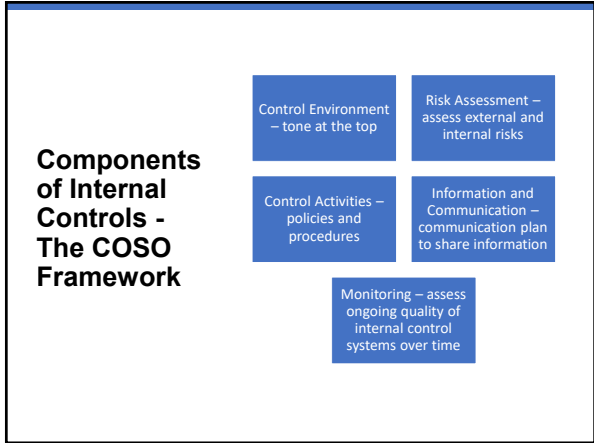 Components
of Internal
Controls -
The COSO
Framework
Control Environment
– tone at the top
Risk Assessment –
assess external and
internal risks
Control Activities –
policies and
procedures
Information and
Communication –
communication plan
to share information
Monitoring – assess
ongoing quality of
internal control
systems over time